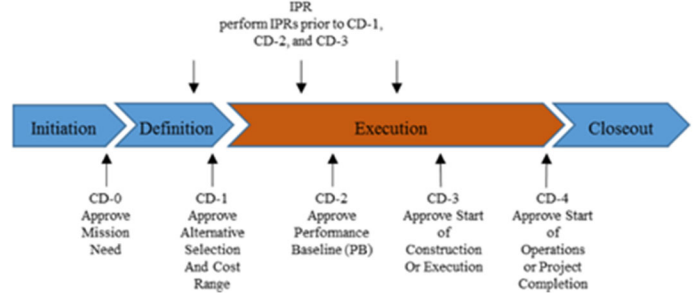 IPR
perform IPRs prior to CD-1,
CD-2, and CD-3
Initiation
Definition
Execution
Closeout
CD-0
Approve
Mission
Need
CD-1
Approve
Alternative
Selection
And Cost
Range
CD-2
Approve
Performance
Baseline (PB)
CD-3
Approve Start
of
Construction
Or Execution
CD-4
Approve Start
of
Operations
or Project
Completion